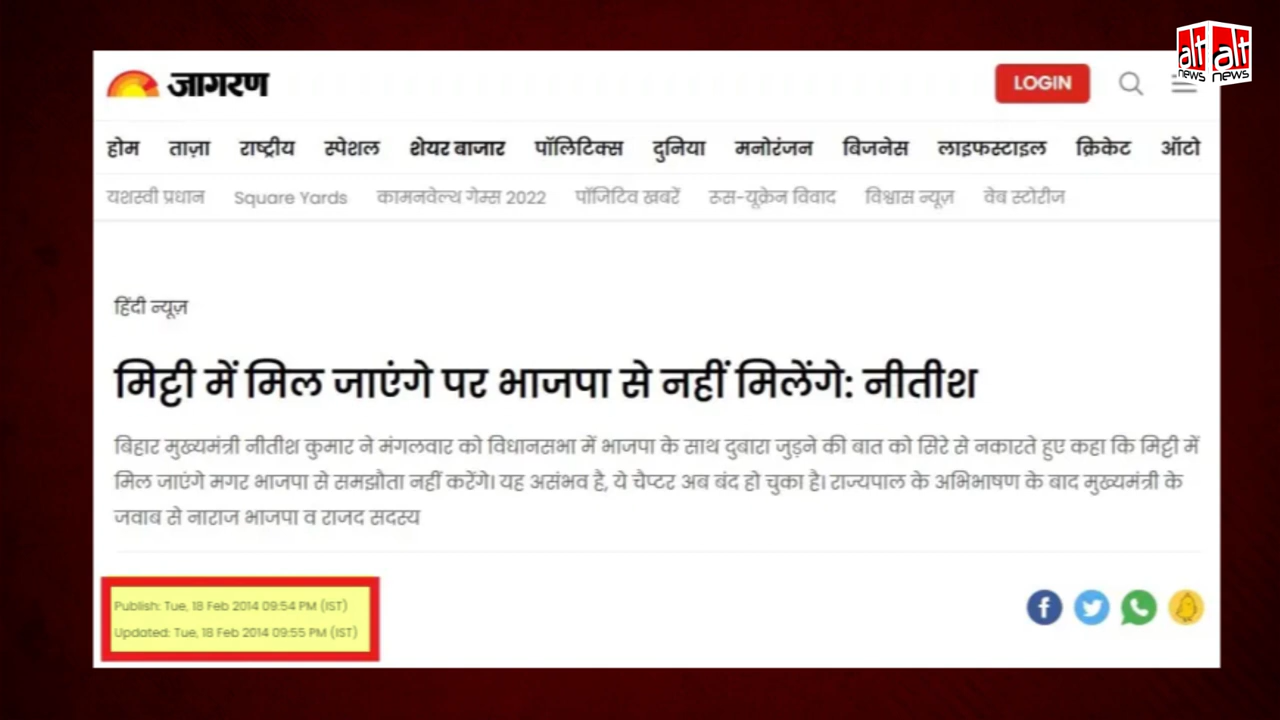 alt alt
news news
जागरण
LOGIN
होम ताज़ा राष्ट्रीय स्पेशल शेयर बाजार पॉलिटिक्स दुनिया मनोरंजन बिजनेस लाइफस्टाइल क्रिकेट ऑटो
यशस्वी प्रधान Square Yards कामनवेल्थ गेम्स 2022 पॉजिटिव खबरें रूस-यूक्रेन विवाद विश्वास न्यूज़ वेब स्टोरीज
हिंदी न्यूज़
मिट्टी में मिल जाएंगे पर भाजपा से नहीं मिलेंगे: नीतीश
बिहार मुख्यमंत्री नीतीश कुमार ने मंगलवार को विधानसभा में भाजपा के साथ दुबारा जुड़ने की बात को सिरे से नकारते हुए कहा कि मिट्टी में
मिल जाएंगे मगर भाजपा से समझौता नहीं करेंगे। यह असंभव है, ये चैप्टर अब बंद हो चुका है। राज्यपाल के अभिभाषण के बाद मुख्यमंत्री के
जवाब से नाराज भाजपा व राजद सदस्य
Publish: Tue, 18 Feb 2014 09:54 PM (IST)
Updated: Tue, 18 Feb 2014 09:55 PM (IST)